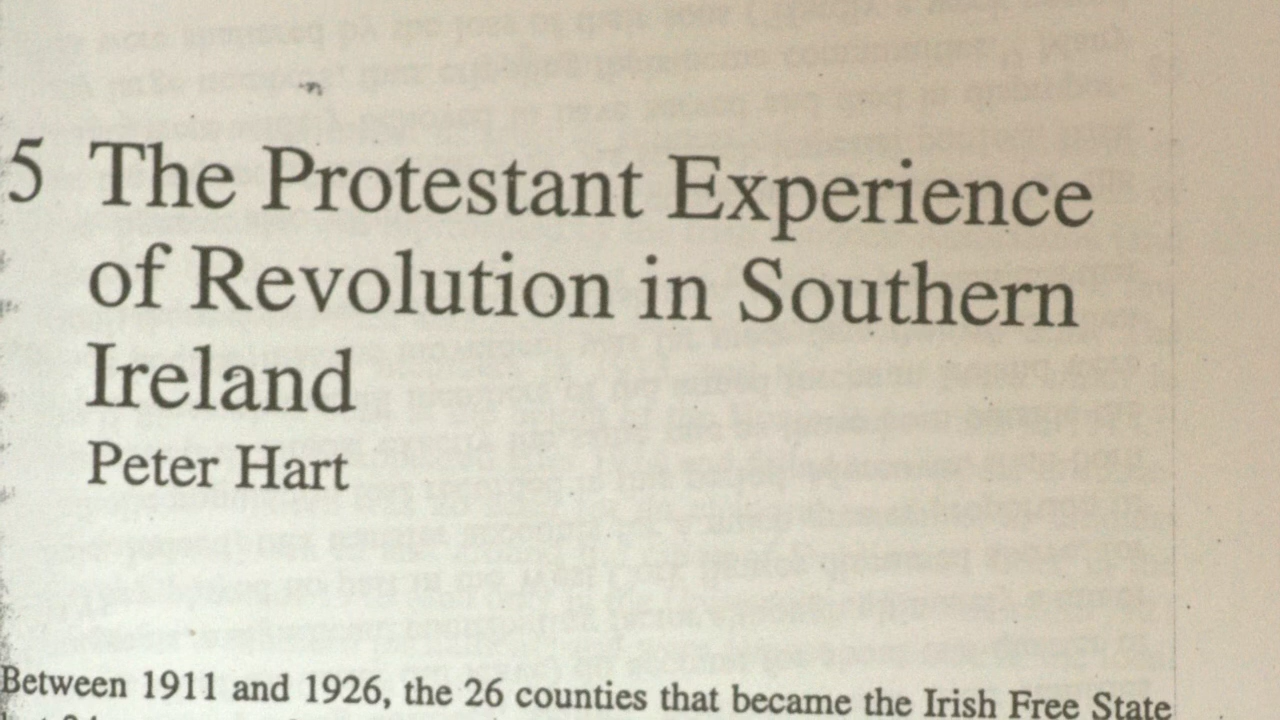 5 The Protestant Experience
of Revolution in Southern
Ireland
Peter Hart
Between 1911 and 1926, the 26 counties that became the Irish Free State